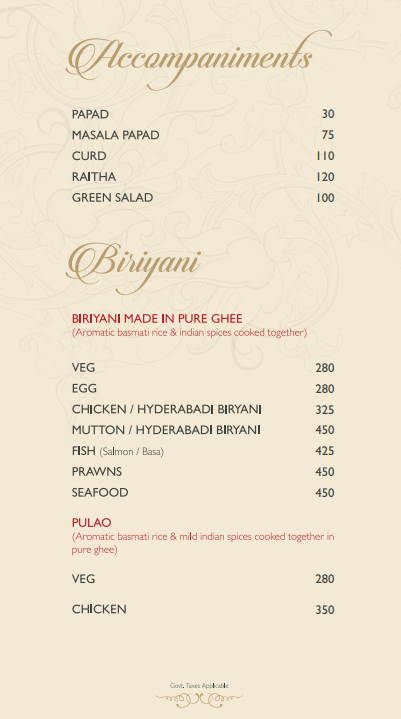 Accompaniments
PAPAD 30
MASALA PAPAD 75
CURD 110
RAITHA 120
GREEN SALAD 100
Biriyani
BIRIYANI MADE IN PURE GHEE
(Aromatic basmati rice & indian spices cooked together)
VEG 280
EGG 280
CHICKEN / HYDERABADI BIRYANI 325
MUTTON / HYDERABADI BIRYANI 450
FISH (Salmon / Basa) 425
PRAWNS 450
SEAFOOD 450
PULAO
(Aromatic basmati rice & mild indian spices cooked together in
pure ghee)
VEG 280
CHICKEN 350
Govt. Taxes Applicable